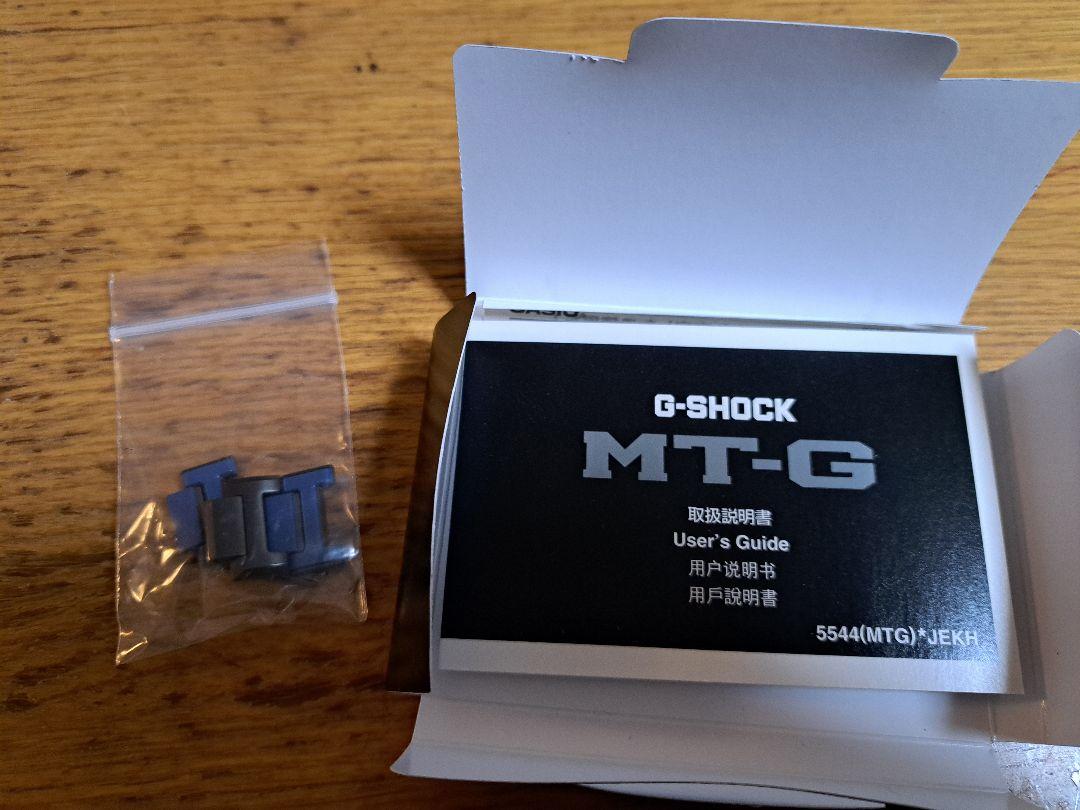 CASIO
G-SHOCK
MT-G
取扱説明書
User's Guide
用户说明书
用戶說明書
5544(MTG)*JEKH